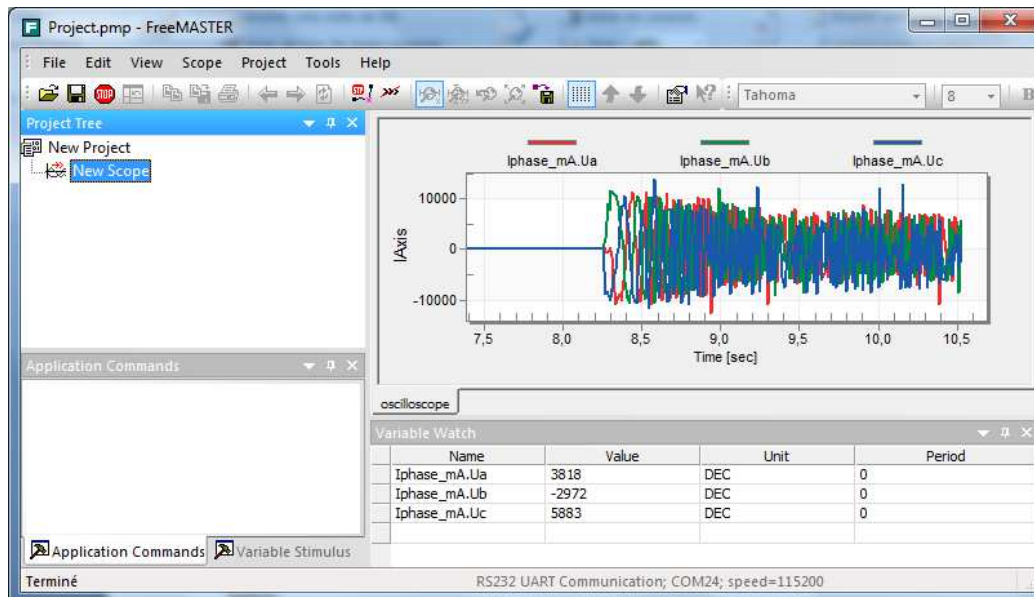 Project.pmp - FreeMASTER
File Edit View Scope Project Tools Help
Tahoma 8 B
Project Tree
New Project
New Scope
Iphase_mA.Ua Iphase_mA.Ub Iphase_mA.Uc
IAxis
10000
0
-10000
7,5 8,0 8,5 9,0 9,5 10,0 10,5
Time [sec]
oscilloscope
Application Commands
Variable Watch
Name Value Unit Period
Iphase_mA.Ua 3818 DEC 0
Iphase_mA.Ub -2972 DEC 0
Iphase_mA.Uc 5883 DEC 0
Application Commands Variable Stimulus
Terminé RS232 UART Communication; COM24; speed=115200